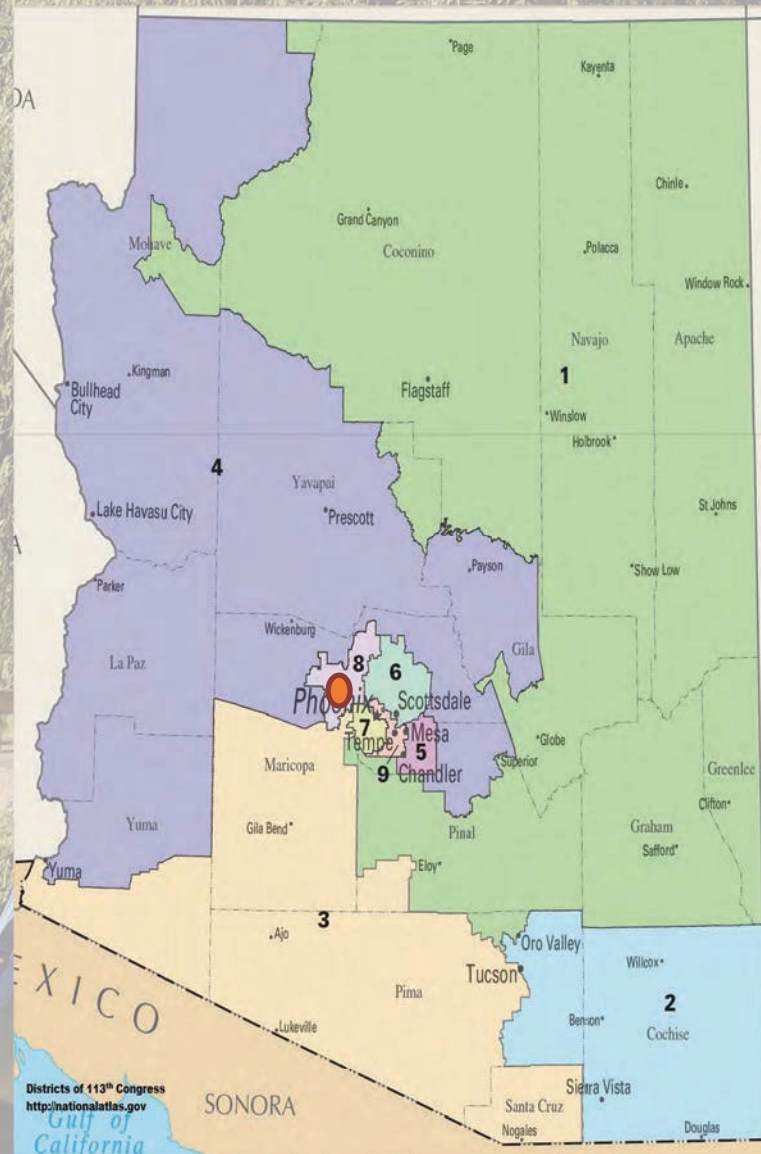 DA
Page
Kayenta
Chinle
Grand Canyon
Mohave
Coconino
Polacca
Window Rock
Navajo
Apache
Kingman
1
Bullhead
City
Flagstaff
Winslow
Holbrook
4
Yavapai
Lake Havasu City
Prescott
St Johns
A
Payson
Show Low
Parker
Wickenburg
Gila
La Paz
8
6
Phoenix
Scottsdale
7
Tempe
Mesa
5
Globe
Maricopa
9
Chandler
Superior
Greenlee
Clifton
Yuma
Gila Bend
Pinal
Graham
Safford
Eloy
Yuma
3
Ajo
Oro Valley
Tucson
Willcox
EXICO
Pima
2
Benson
Cochise
Lukeville
Districts of 113th Congress
http://nationalatlas.gov
SONORA
Sierra Vista
Santa Cruz
Gulf of
California
Nogales
Douglas